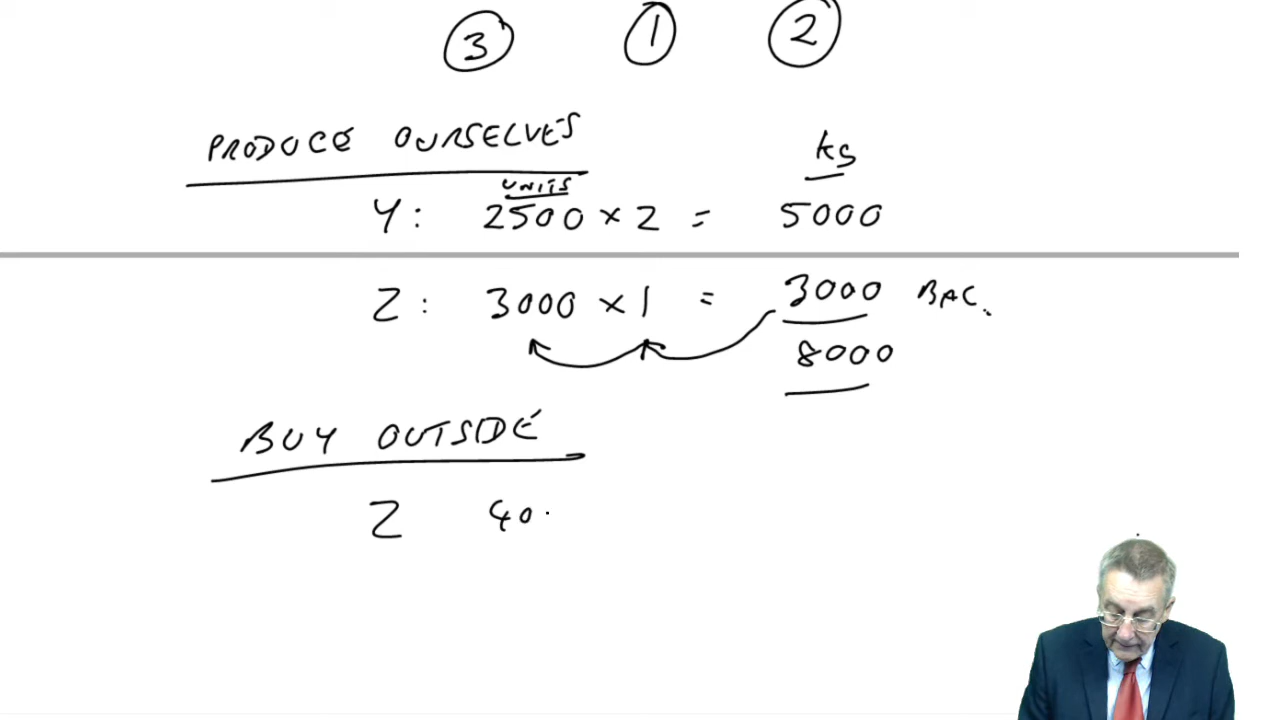 3 1 2
PRODUCE OURSELVES kg
UNITS
Y: 2500 × 2 = 5000
Z: 3000 × 1 = 3000 BAL.
8000
BUY OUTSIDE
Z 40